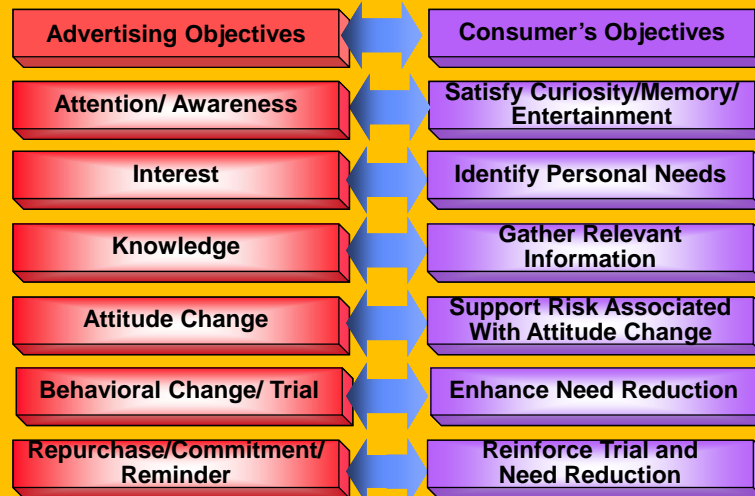 Advertising Objectives
Consumer’s Objectives
Attention/ Awareness
Satisfy Curiosity/Memory/
Entertainment
Interest
Identify Personal Needs
Knowledge
Gather Relevant
Information
Attitude Change
Support Risk Associated
With Attitude Change
Behavioral Change/ Trial
Enhance Need Reduction
Repurchase/Commitment/
Reminder
Reinforce Trial and
Need Reduction